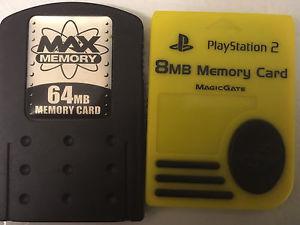 MAX
MEMORY
64MB
MEMORY CARD
PlayStation 2
8MB Memory Card
MAGICGATE